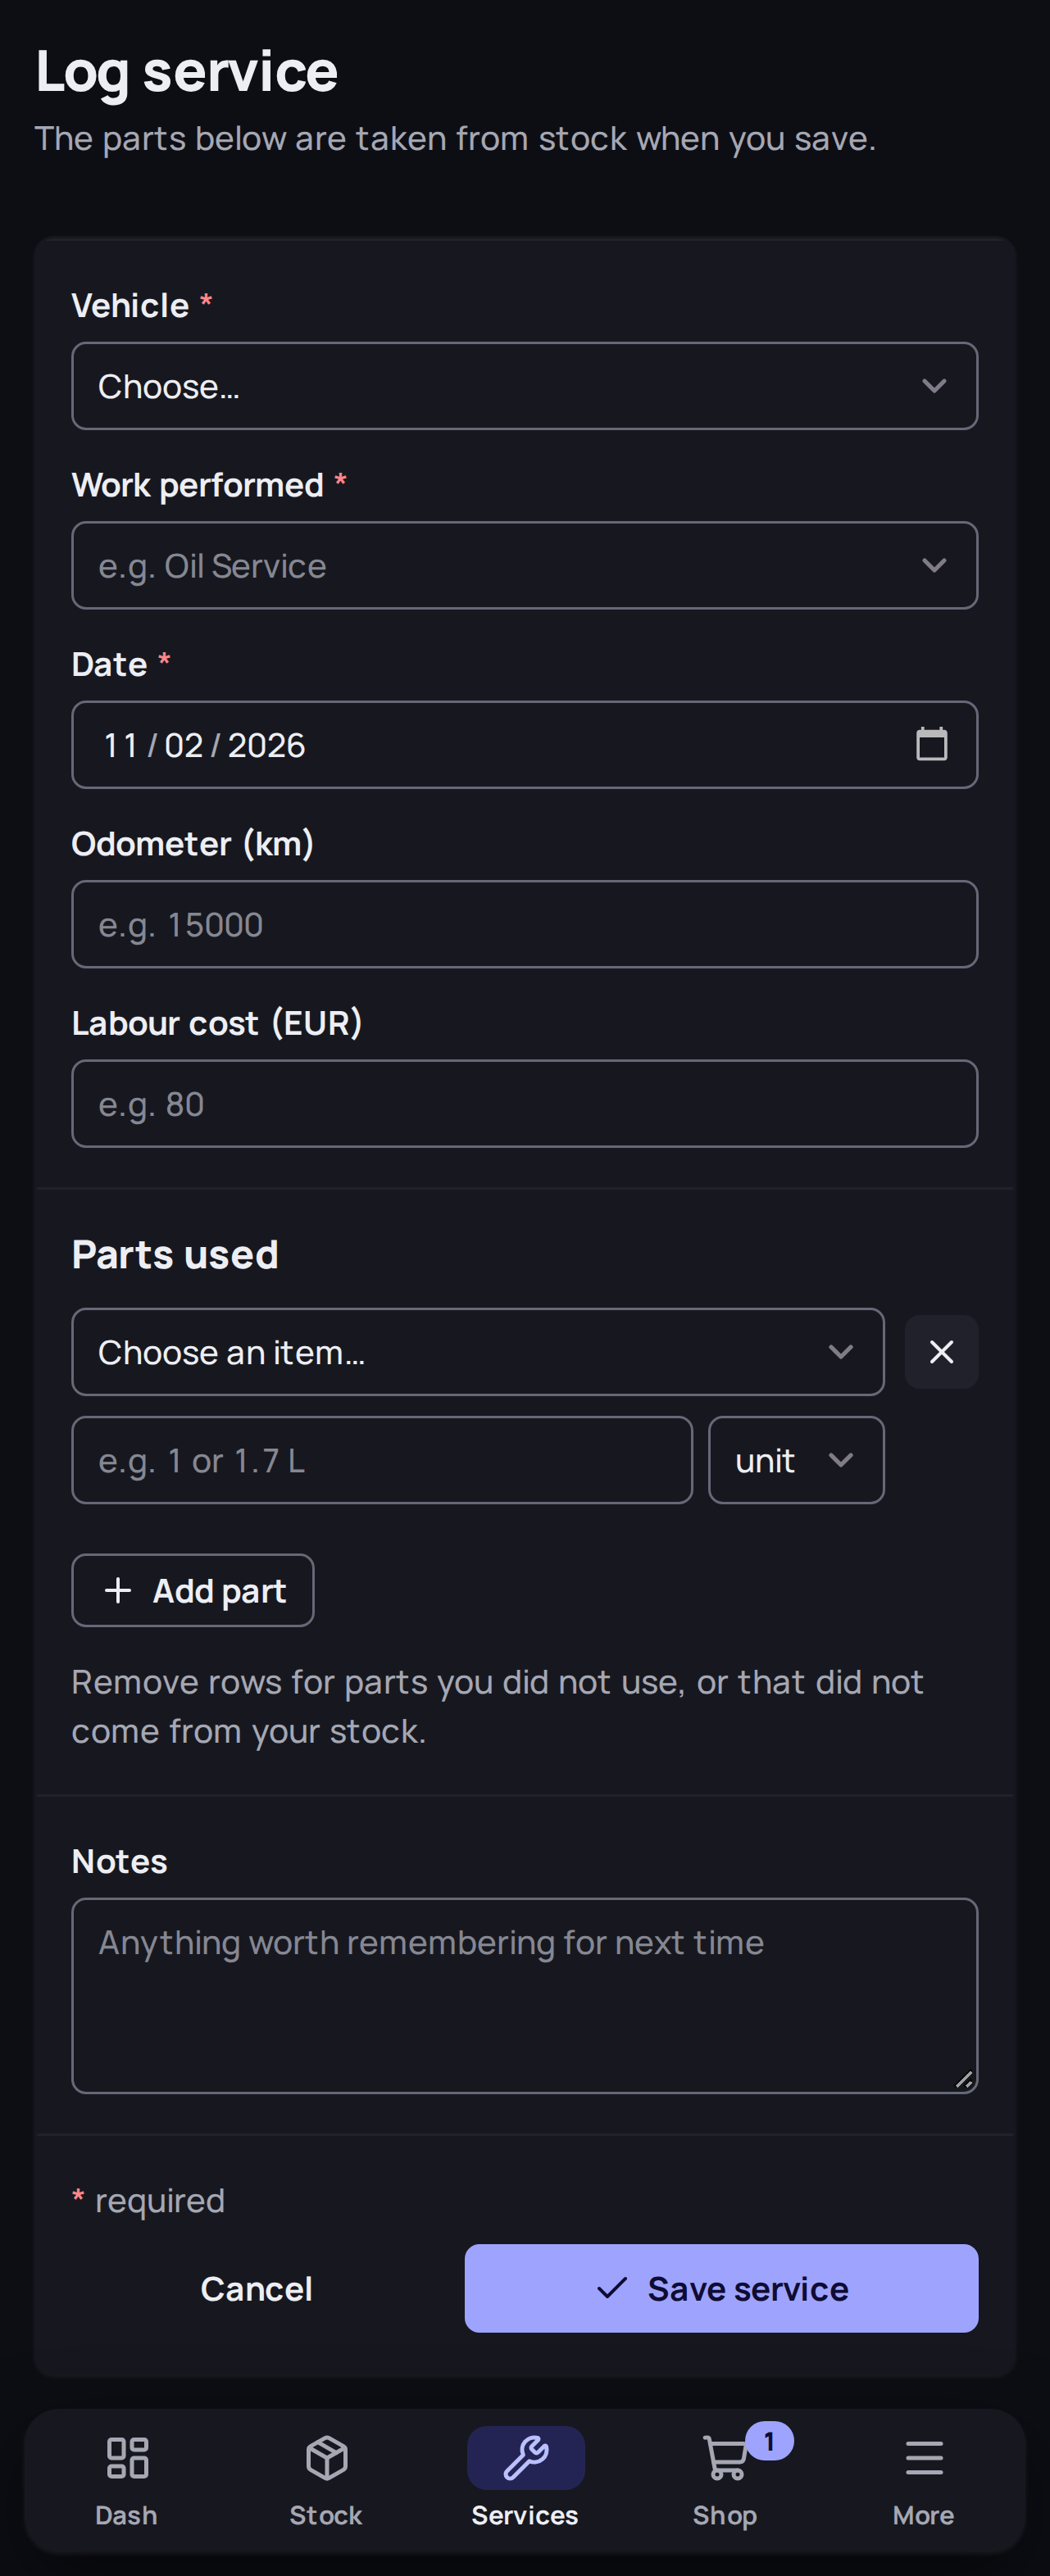 Log service
The parts below are taken from stock when you save.
Vehicle *
Choose...
Work performed *
e.g. Oil Service
Date *
11 / 02 / 2026
Odometer (km)
e.g. 15000
Labour cost (EUR)
e.g. 80
Parts used
Choose an item...
e.g. 1 or 1.7 L
unit
Add part
Remove rows for parts you did not use, or that did not
come from your stock.
Notes
Anything worth remembering for next time
* required
Cancel
Save service
1
Dash
Stock
Services
Shop
More